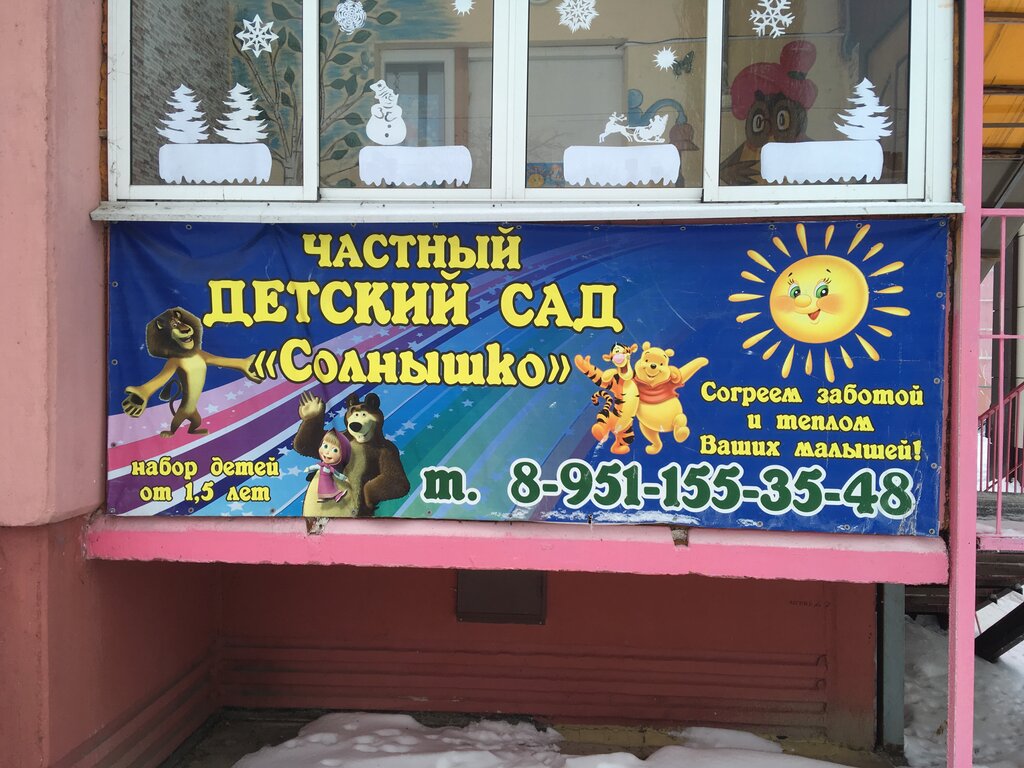 ЧАСТНЫЙ
ДЕТСКИЙ САД
«Солнышко»
Согреем заботой
и теплом
Ваших малышей!
набор детей
от 1,5 лет
т. 8-951-155-35-48